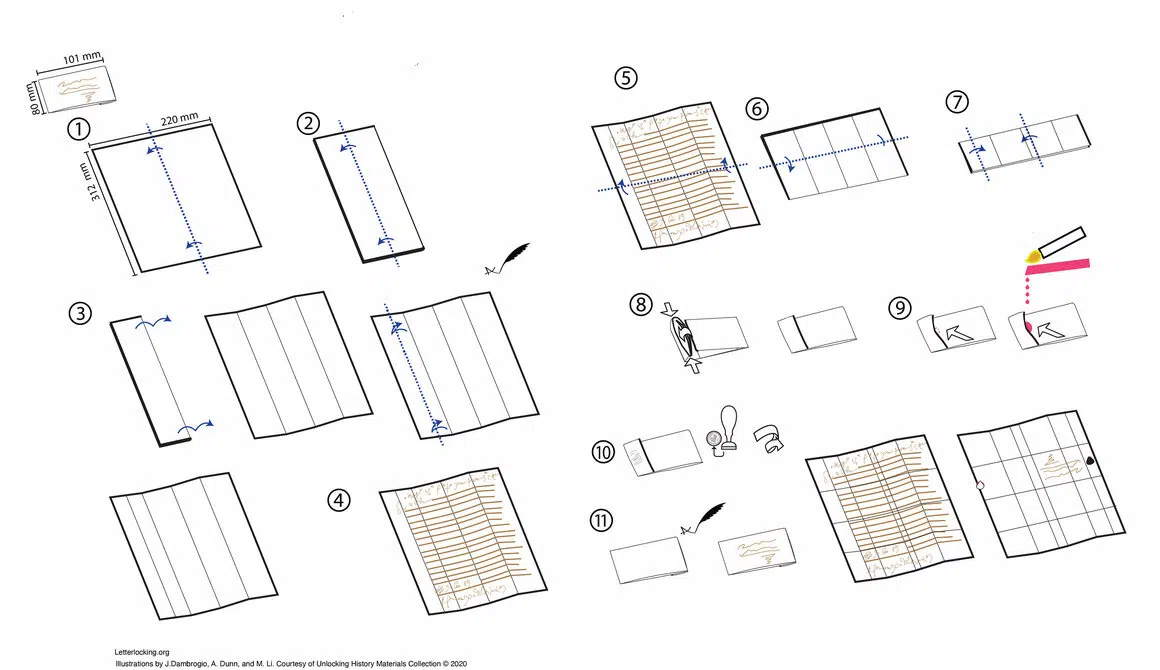 101 mm
80 mm
1
220 mm
312 mm
2
3
4
5
6
7
8
9
10
11
Letterlocking.org
Illustrations by J.Dambrogio, A. Dunn, and M. Li. Courtesy of Unlocking History Materials Collection © 2020